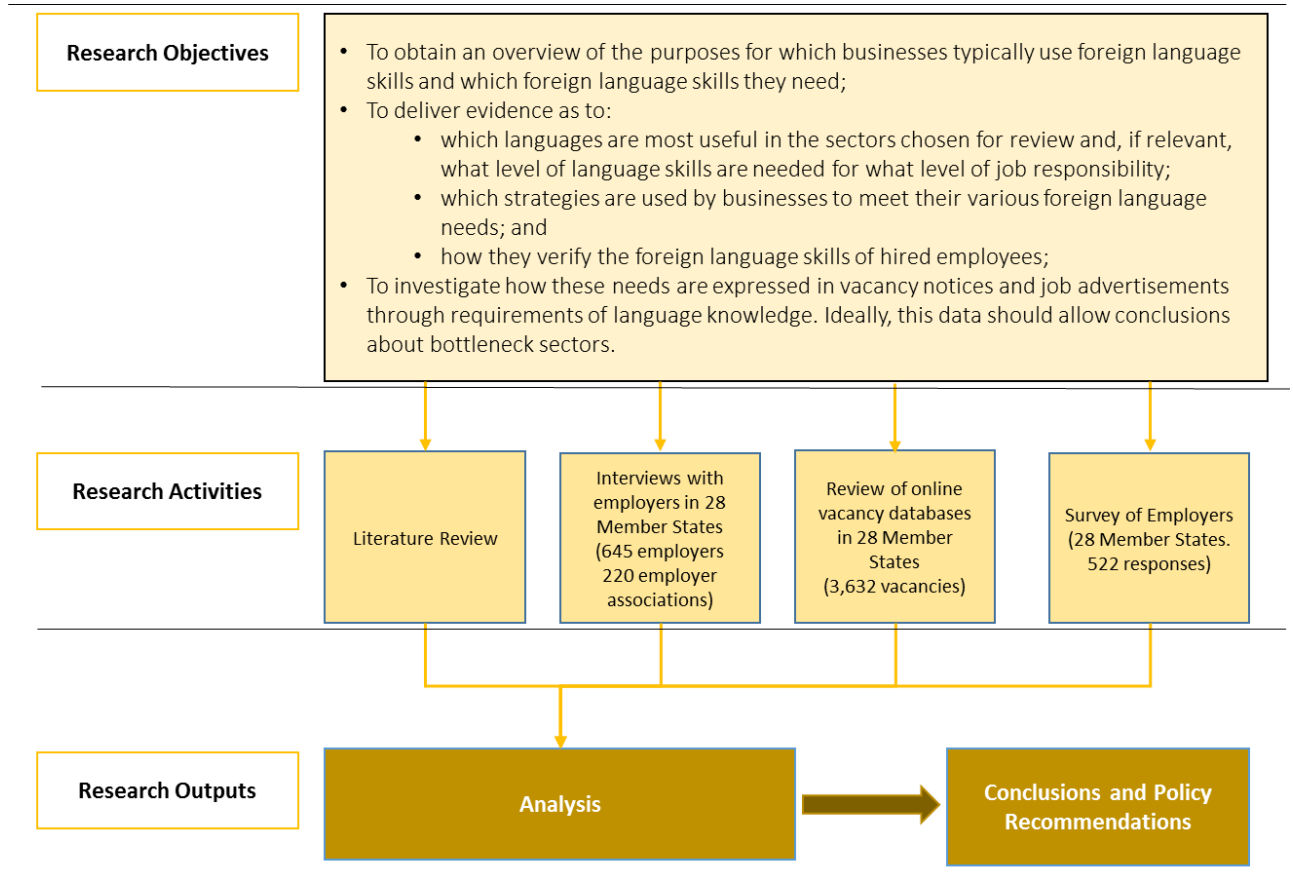 Research Objectives
• To obtain an overview of the purposes for which businesses typically use foreign language
skills and which foreign language skills they need;
• To deliver evidence as to:
• which languages are most useful in the sectors chosen for review and, if relevant,
what level of language skills are needed for what level of job responsibility;
• which strategies are used by businesses to meet their various foreign language
needs; and
• how they verify the foreign language skills of hired employees;
• To investigate how these needs are expressed in vacancy notices and job advertisements
through requirements of language knowledge. Ideally, this data should allow conclusions
about bottleneck sectors.
Research Activities
Literature Review
Interviews with
employers in 28
Member States
(645 employers
220 employer
associations)
Review of online
vacancy databases
in 28 Member
States
(3,632 vacancies)
Survey of Employers
(28 Member States.
522 responses)
Research Outputs
Analysis
Conclusions and Policy
Recommendations